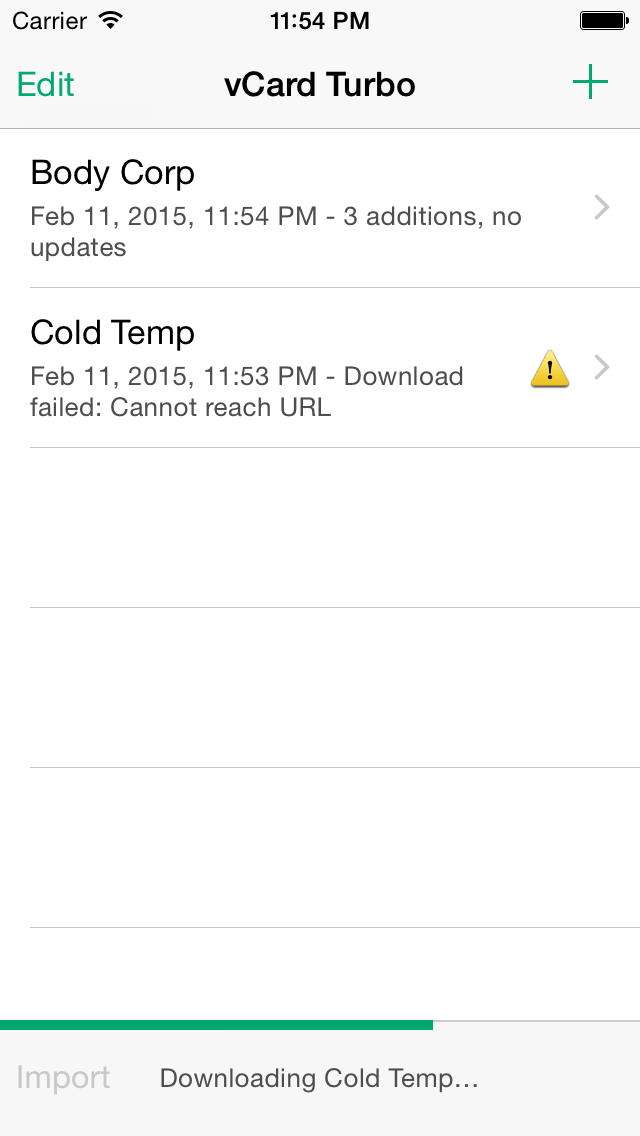 Carrier 11:54 PM
Edit vCard Turbo +
Body Corp
Feb 11, 2015, 11:54 PM - 3 additions, no
updates
Cold Temp
Feb 11, 2015, 11:53 PM - Download
failed: Cannot reach URL
Import Downloading Cold Temp…